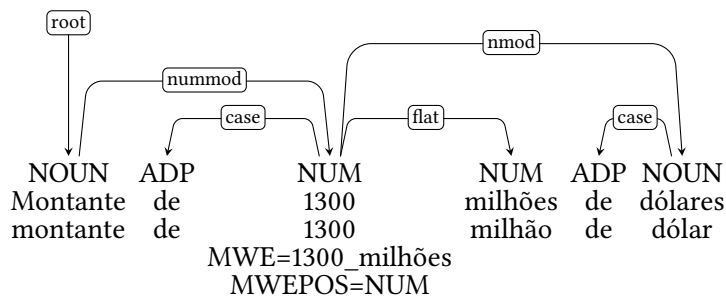 root
nmod
nummod
case flat case
NOUN ADP NUM NUM ADP NOUN
Montante de 1300 milhões de dólares
montante de 1300 milhão de dólar
MWE=1300_milhões
MWEPOS=NUM